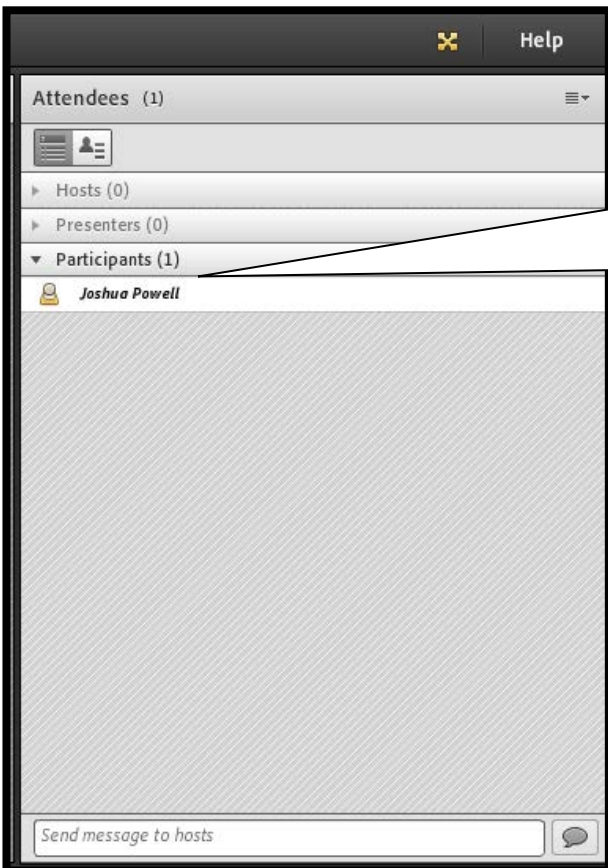 Help
Attendees (1)
Hosts (0)
Presenters (0)
Participants (1)
Joshua Powell
Send message to hosts